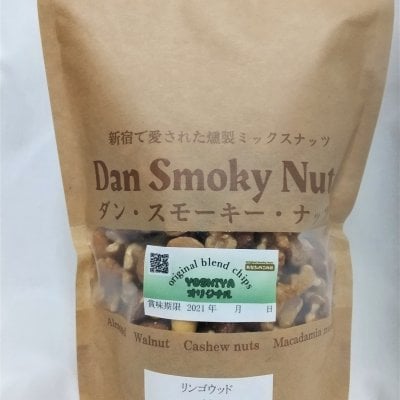 新宿で愛された燻製ミックスナッツ
Dan Smoky Nut
ダン・スモーキー・ナッツ
original blend chips
YOSHIYA
オリジナル
賞味期限 2021年 月 日
Almond Walnut Cashew nuts Macadamia nuts
リンゴウッド